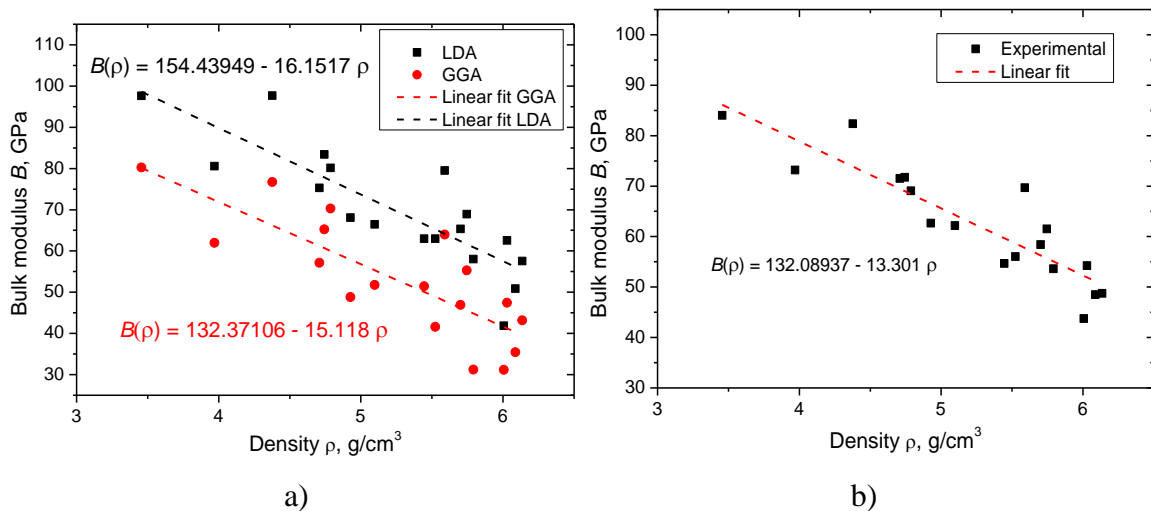 110
100
90
80
70
60
50
40
30
20
Bulk modulus B, GPa
B(ρ) = 154.43949 - 16.1517 ρ
LDA
GGA
Linear fit GGA
Linear fit LDA
B(ρ) = 132.37106 - 15.118 ρ
3 4 5 6
Density ρ, g/cm³
a)
100
90
80
70
60
50
40
30
Bulk modulus B, GPa
Experimental
Linear fit
B(ρ) = 132.08937 - 13.301 ρ
3 4 5 6
Density ρ, g/cm³
b)